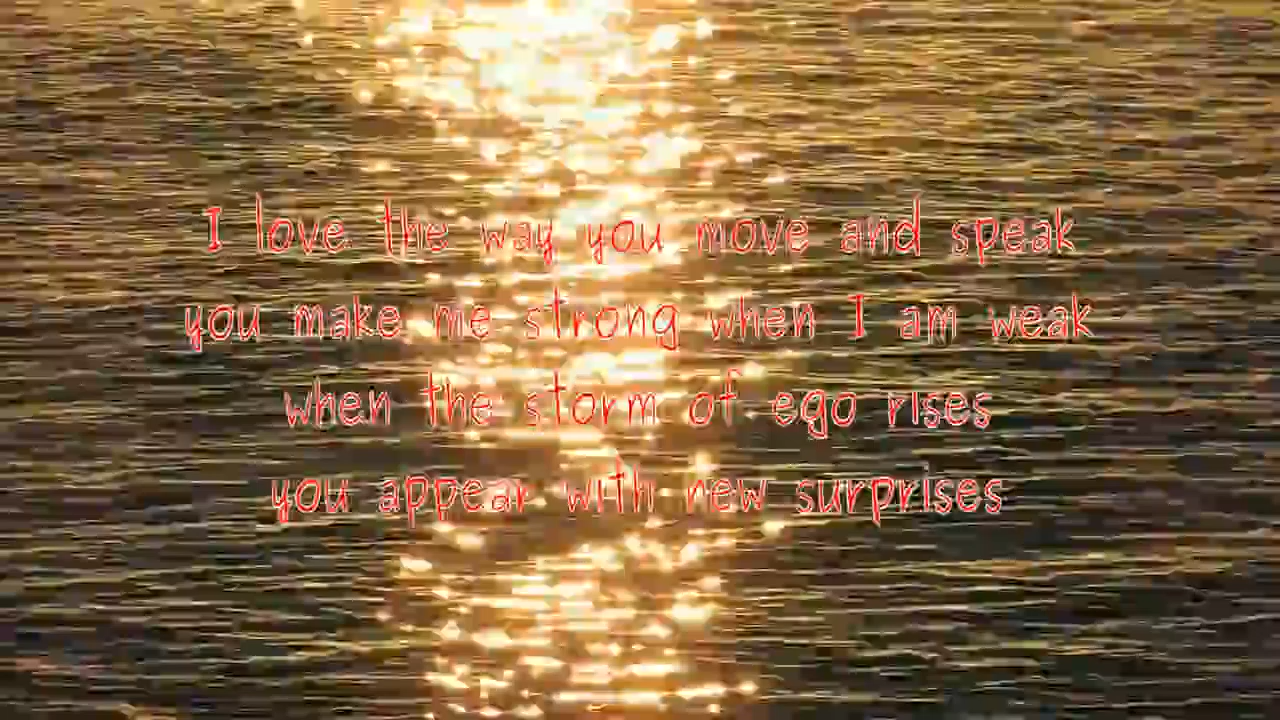 I love the way you move and speak
you make me strong when I am weak
when the storm of ego rises
you appear with new surprises